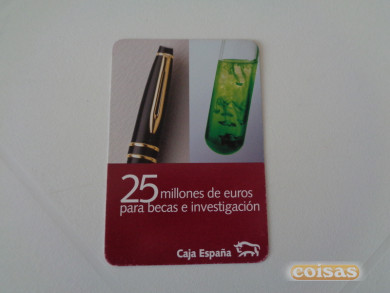 25 millones de euros
para becas e investigación
Caja España
coisas